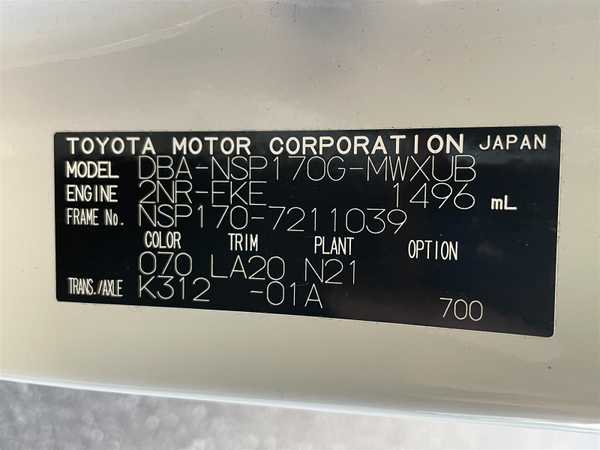 TOYOTA MOTOR CORPORATION JAPAN
MODEL DBA-NSP170G-MWXUB
ENGINE 2NR-FKE 1496 mL
FRAME No. NSP170-7211039
COLOR TRIM PLANT OPTION
070 LA20 N21
TRANS./AXLE K312 -01A
700